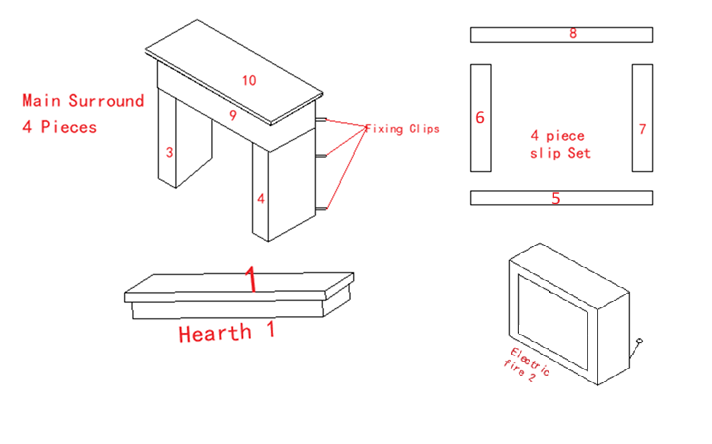 8
10
Main Surround
4 Pieces
9
Fixing Clips
6
7
4 piece
slip Set
3
4
5
1
Hearth 1
Electric
fire 2